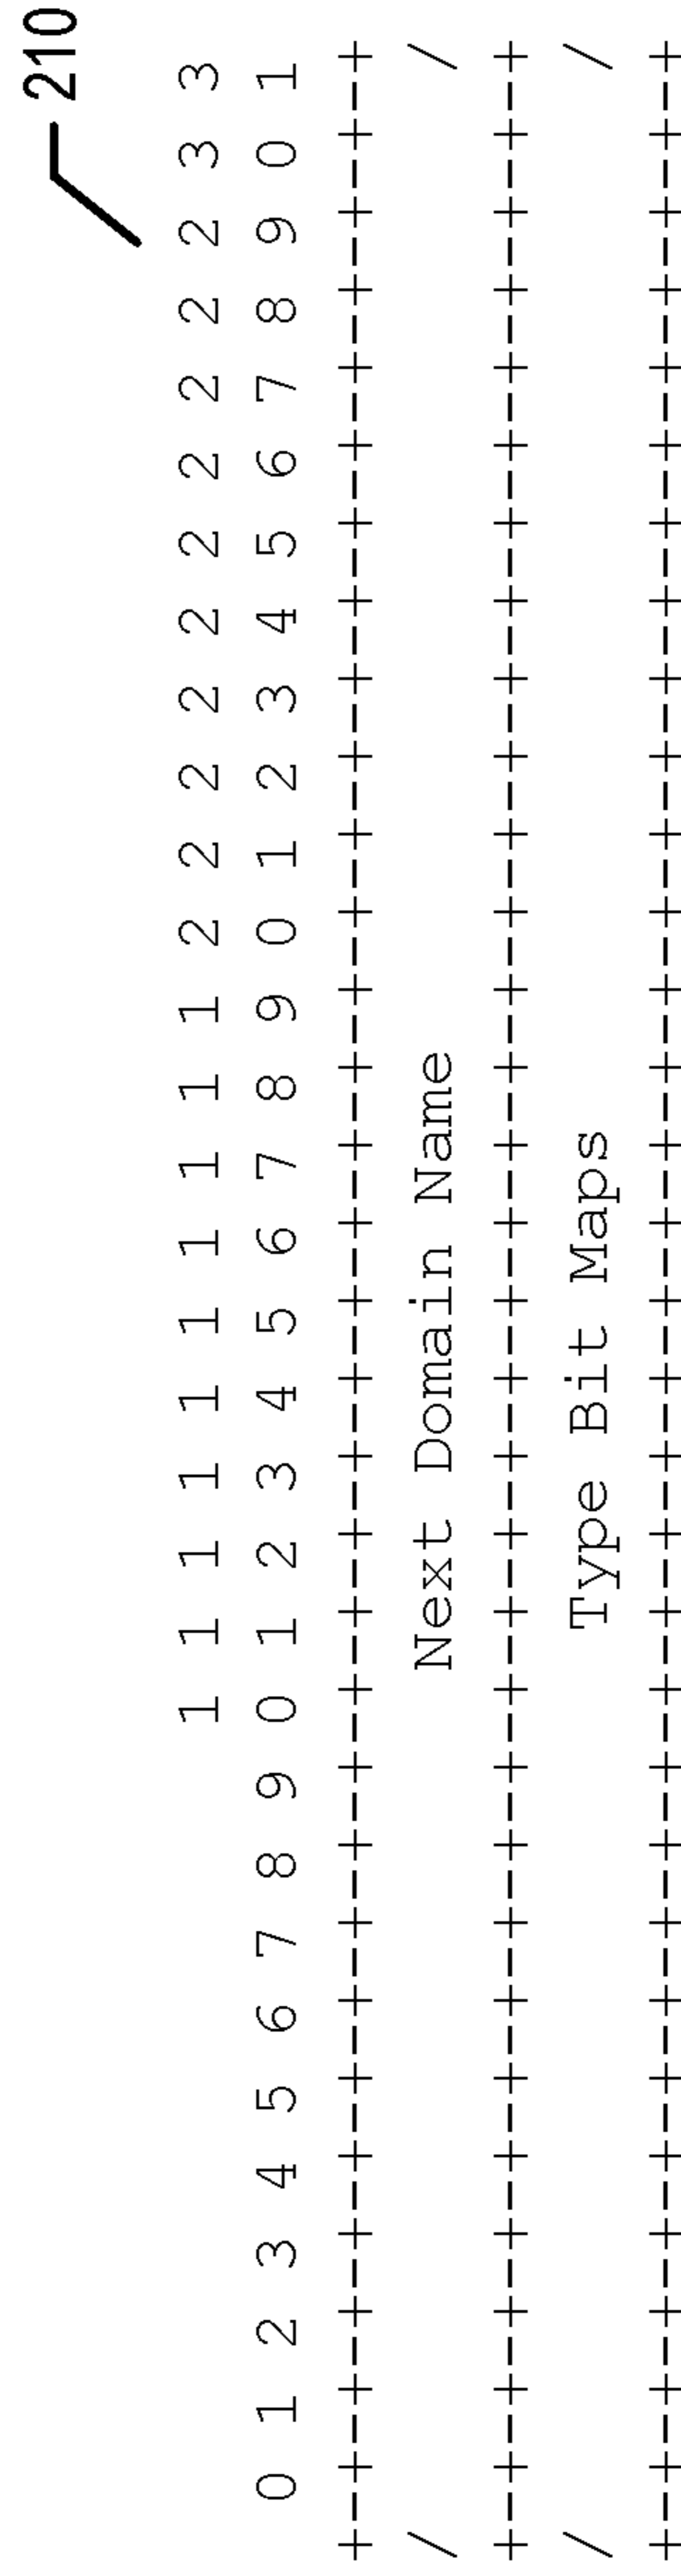 210
                    1 1 1 1 1 1 1 1 1 1 2 2 2 2 2 2 2 2 2 2 3 3
0 1 2 3 4 5 6 7 8 9 0 1 2 3 4 5 6 7 8 9 0 1 2 3 4 5 6 7 8 9 0 1
+-+-+-+-+-+-+-+-+-+-+-+-+-+-+-+-+-+-+-+-+-+-+-+-+-+-+-+-+-+-+-+-+
/ Next Domain Name /
+-+-+-+-+-+-+-+-+-+-+-+-+-+-+-+-+-+-+-+-+-+-+-+-+-+-+-+-+-+-+-+-+
/ Type Bit Maps /
+-+-+-+-+-+-+-+-+-+-+-+-+-+-+-+-+-+-+-+-+-+-+-+-+-+-+-+-+-+-+-+-+